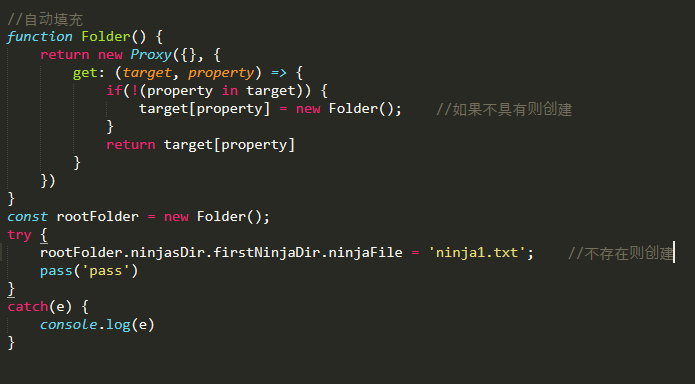 //自动填充
function Folder() {
    return new Proxy({}, {
        get: (target, property) => {
            if(!(property in target)) {
                target[property] = new Folder();    //如果不具有则创建
            }
            return target[property]
        }
    })
}
const rootFolder = new Folder();
try {
    rootFolder.ninjasDir.firstNinjaDir.ninjaFile = 'ninja1.txt';    //不存在则创建
    pass('pass')
}
catch(e) {
    console.log(e)
}